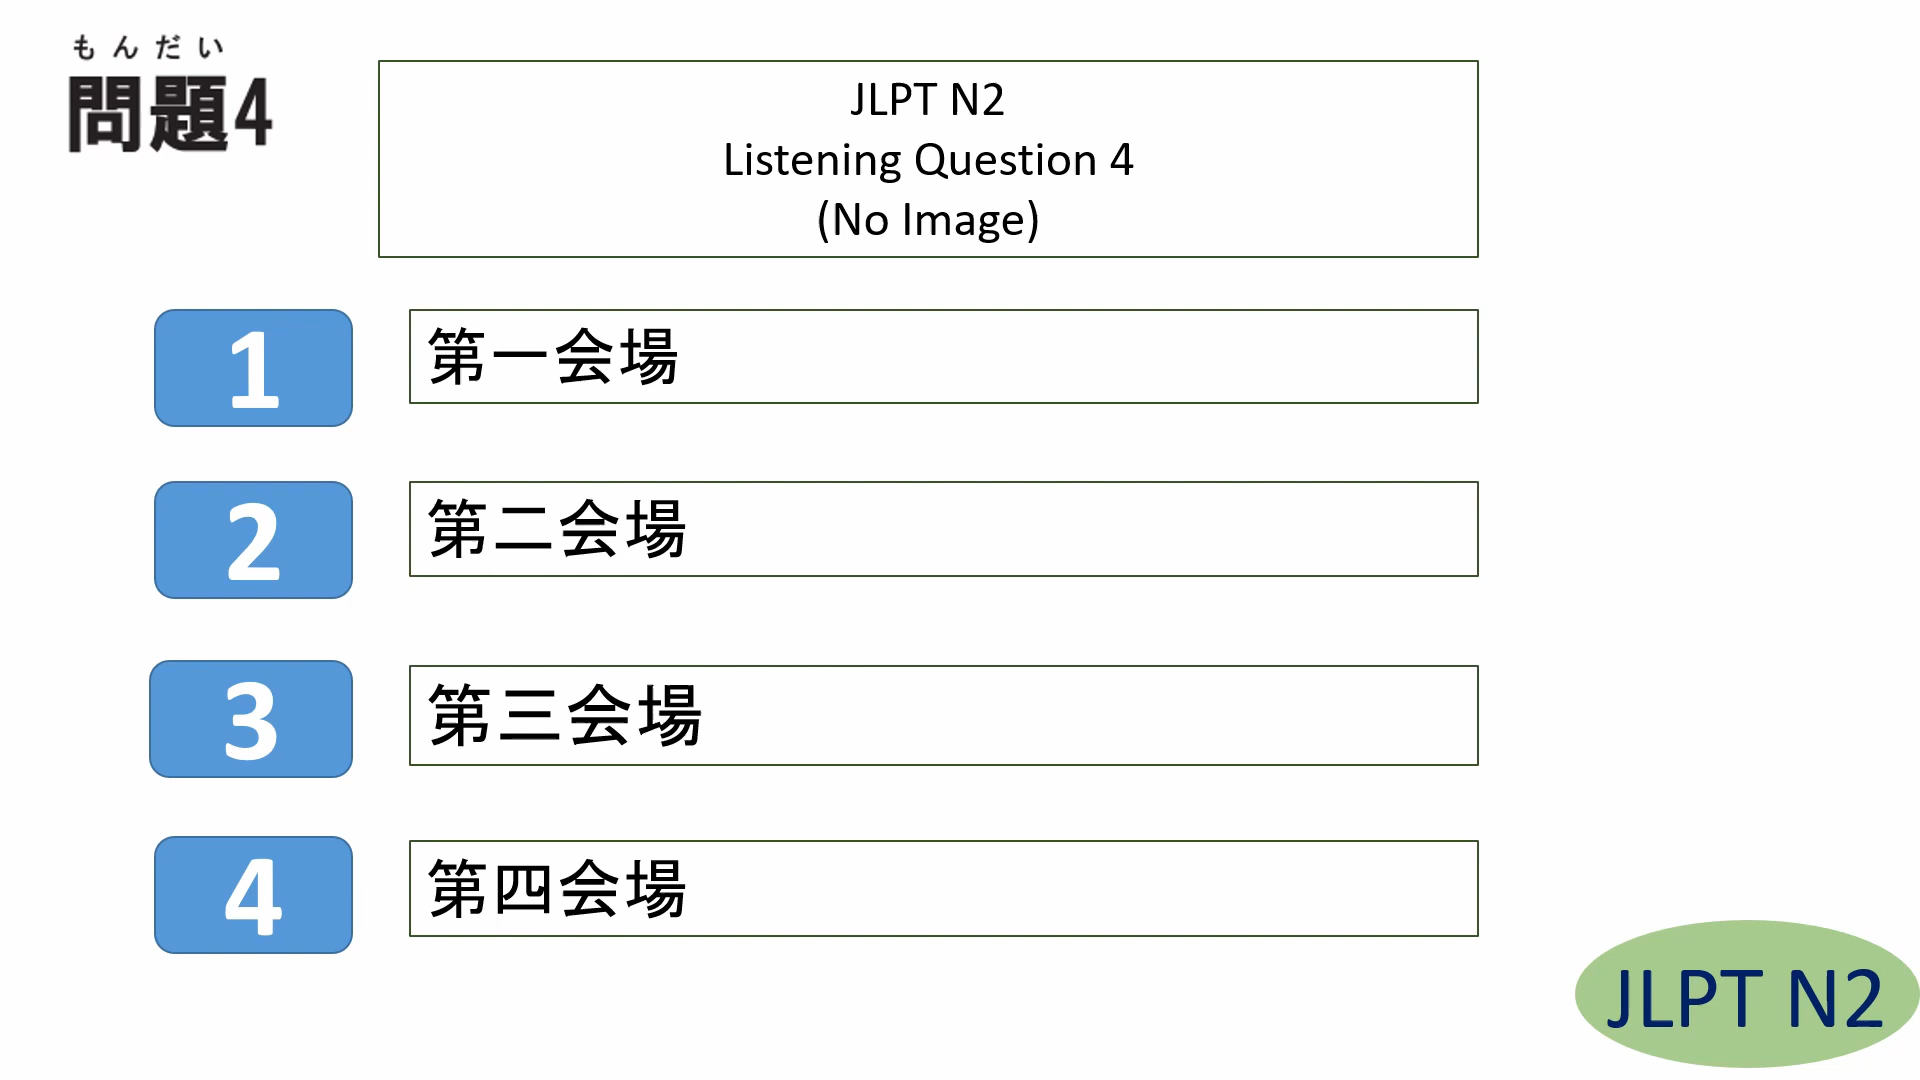 もんだい
問題4
JLPT N2
Listening Question 4
(No Image)
1 第一会場
2 第二会場
3 第三会場
4 第四会場
JLPT N2